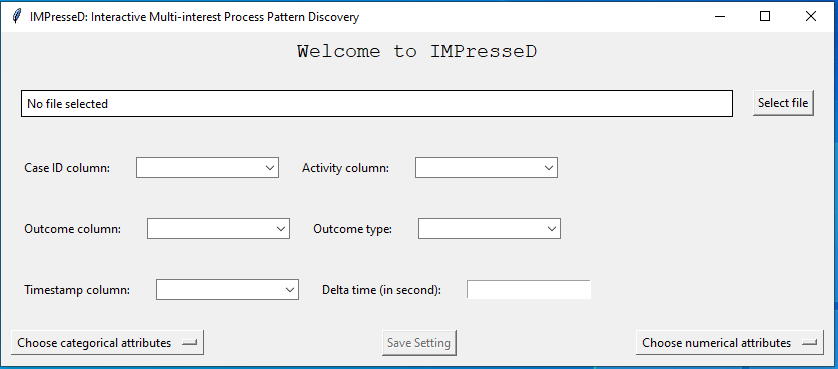 IMPresseD: Interactive Multi-interest Process Pattern Discovery
Welcome to IMPresseD
No file selected Select file
Case ID column: Activity column:
Outcome column: Outcome type:
Timestamp column: Delta time (in second):
Choose categorical attributes Save Setting Choose numerical attributes